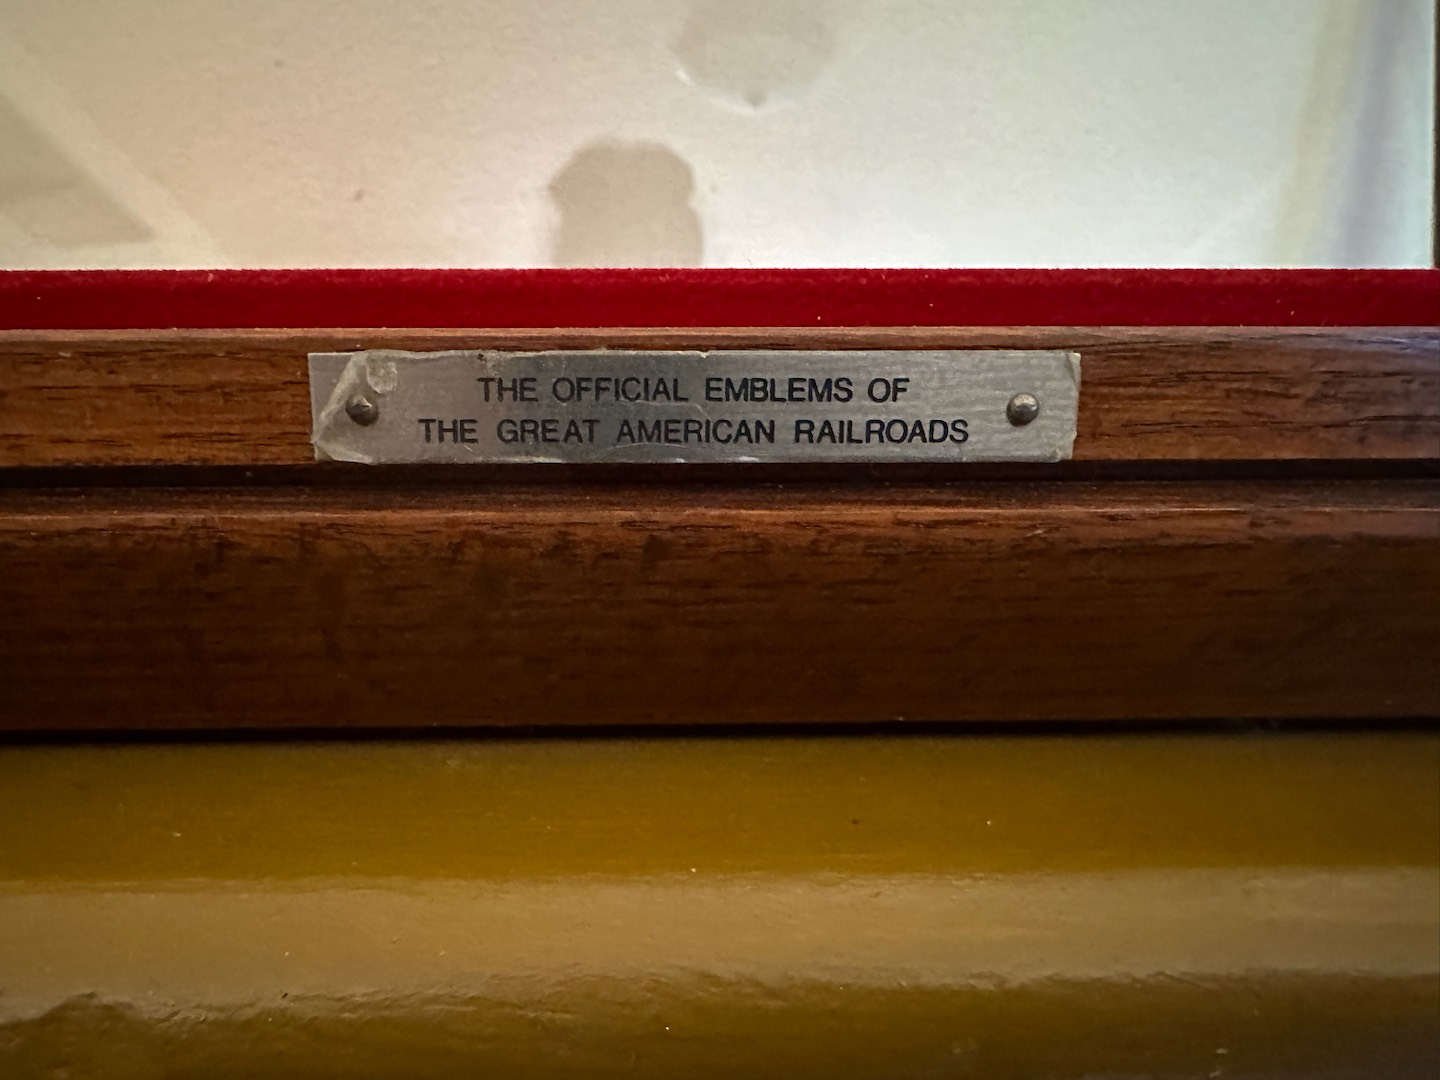 THE OFFICIAL EMBLEMS OF
THE GREAT AMERICAN RAILROADS